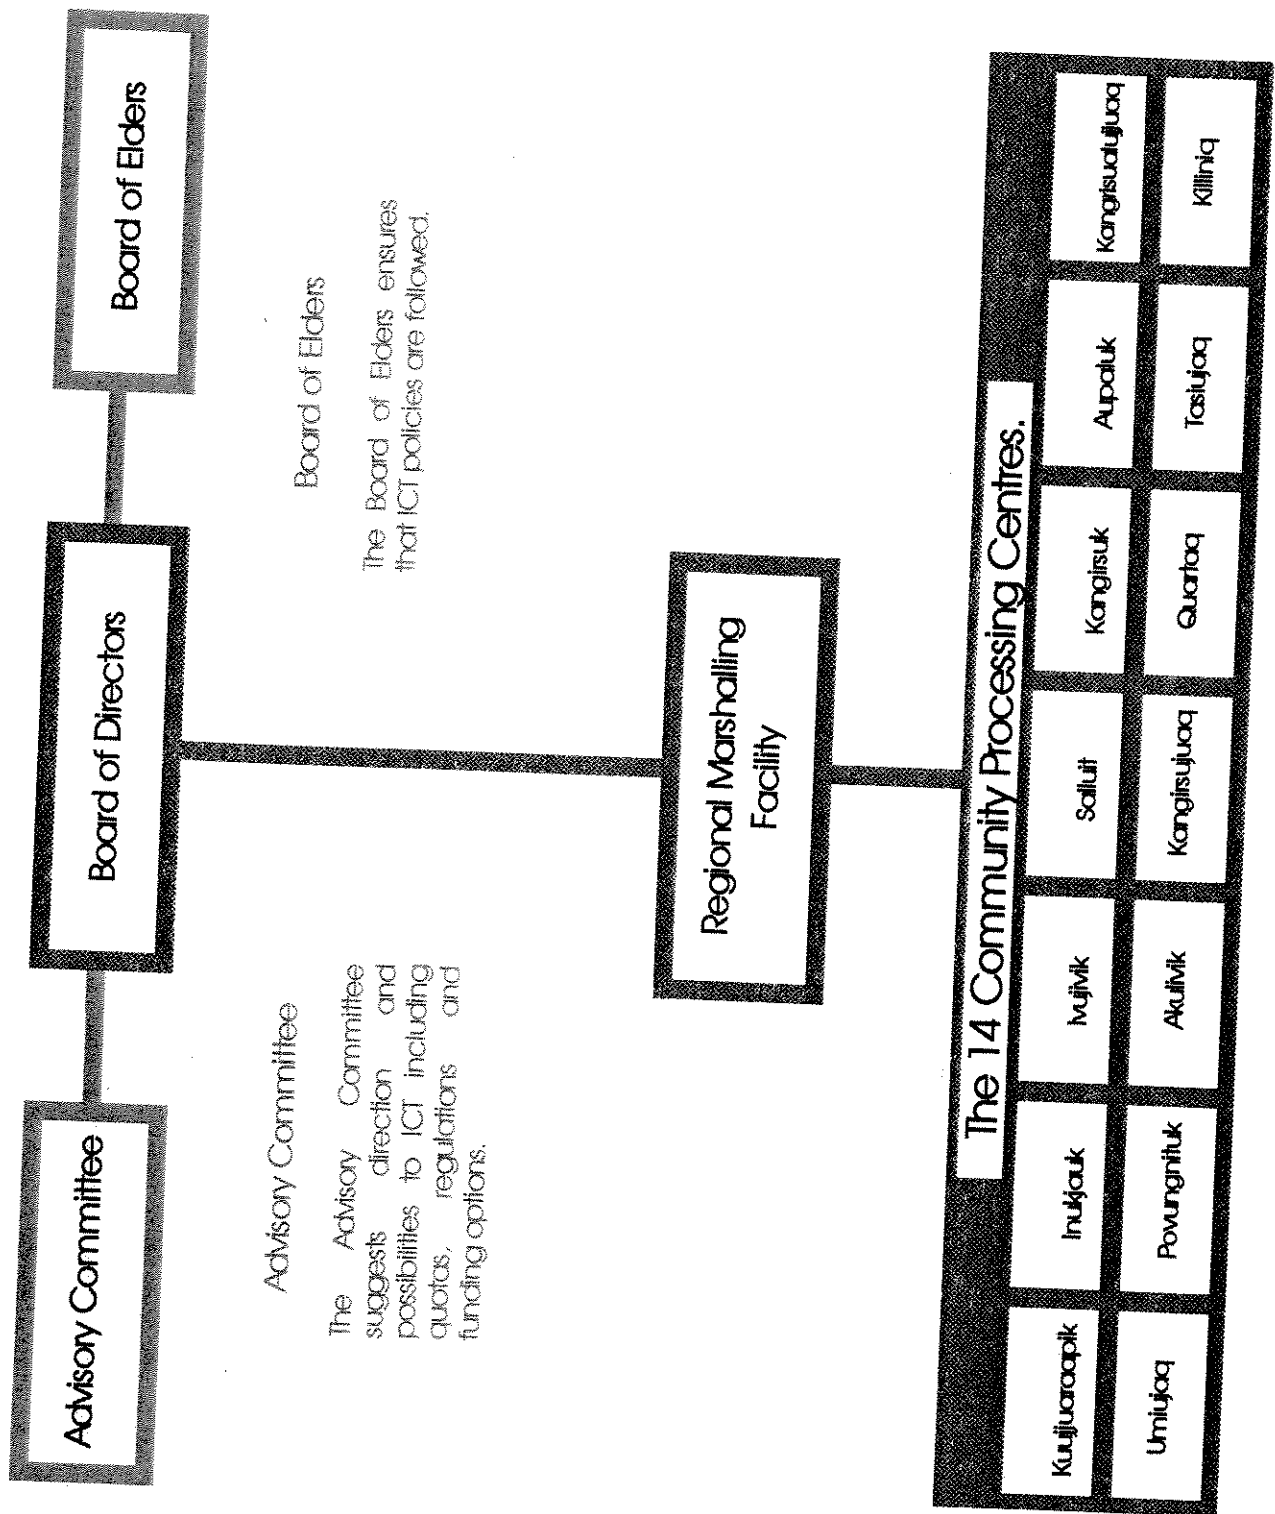 Advisory Committee
Board of Directors
Board of Elders
Advisory Committee
The Advisory Committee
suggests direction and
possibilities to ICT including
quotas, regulations and
funding options.
Board of Elders
The Board of Elders ensures
that ICT policies are followed.
Regional Marshalling
Facility
The 14 Community Processing Centres.
Kuujjuaraapik
Inukjauk
Ivujivik
Salluit
Kangirsuk
Aupaluk
Kangrisualujjuaq
Umiujaq
Povungnituk
Akulivik
Kangirsujuaq
Quartaq
Tasiujaq
Killiniq